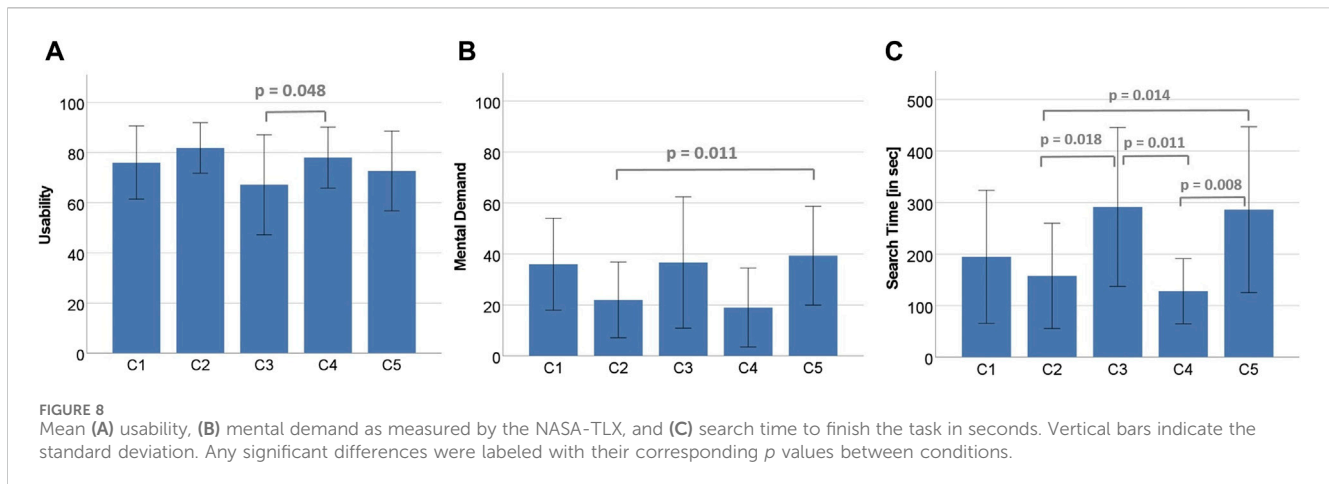 A
p = 0.048
100
80
60
40
20
0
Usability
C1 C2 C3 C4 C5
B
p = 0.011
100
80
60
40
20
0
Mental Demand
C1 C2 C3 C4 C5
C
p = 0.014
p = 0.018
p = 0.011
p = 0.008
500
400
300
200
100
0
Search Time [in sec]
C1 C2 C3 C4 C5
FIGURE 8
Mean (A) usability, (B) mental demand as measured by the NASA-TLX, and (C) search time to finish the task in seconds. Vertical bars indicate the
standard deviation. Any significant differences were labeled with their corresponding p values between conditions.